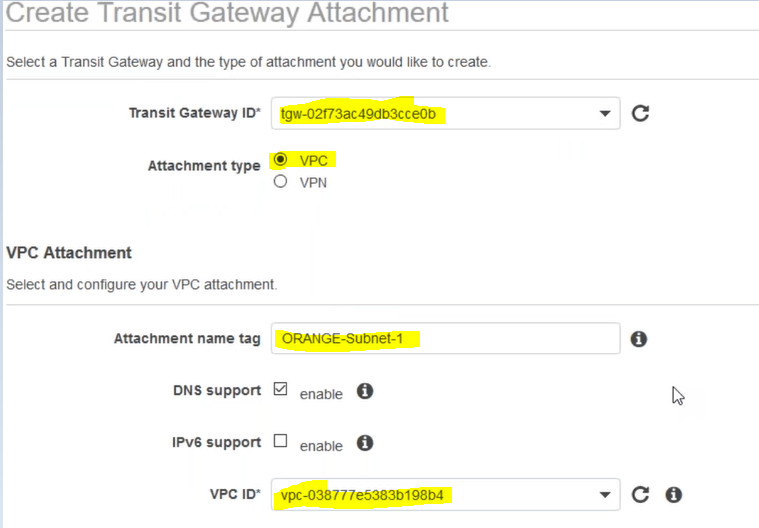 Create Transit Gateway Attachment
Select a Transit Gateway and the type of attachment you would like to create.
Transit Gateway ID* tgw-02f73ac49db3cce0b
Attachment type VPC
VPN
VPC Attachment
Select and configure your VPC attachment.
Attachment name tag ORANGE-Subnet-1
DNS support enable
IPv6 support enable
VPC ID* vpc-038777e5383b198b4